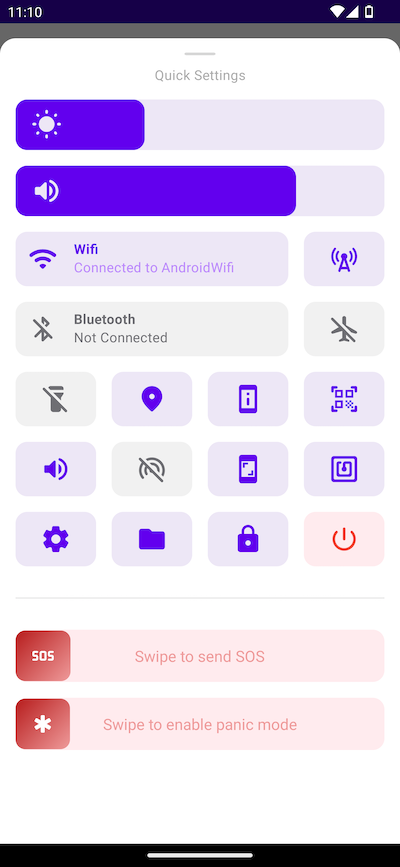 11:10
Quick Settings
Wifi
Connected to AndroidWifi
Bluetooth
Not Connected
SOS
Swipe to send SOS
Swipe to enable panic mode